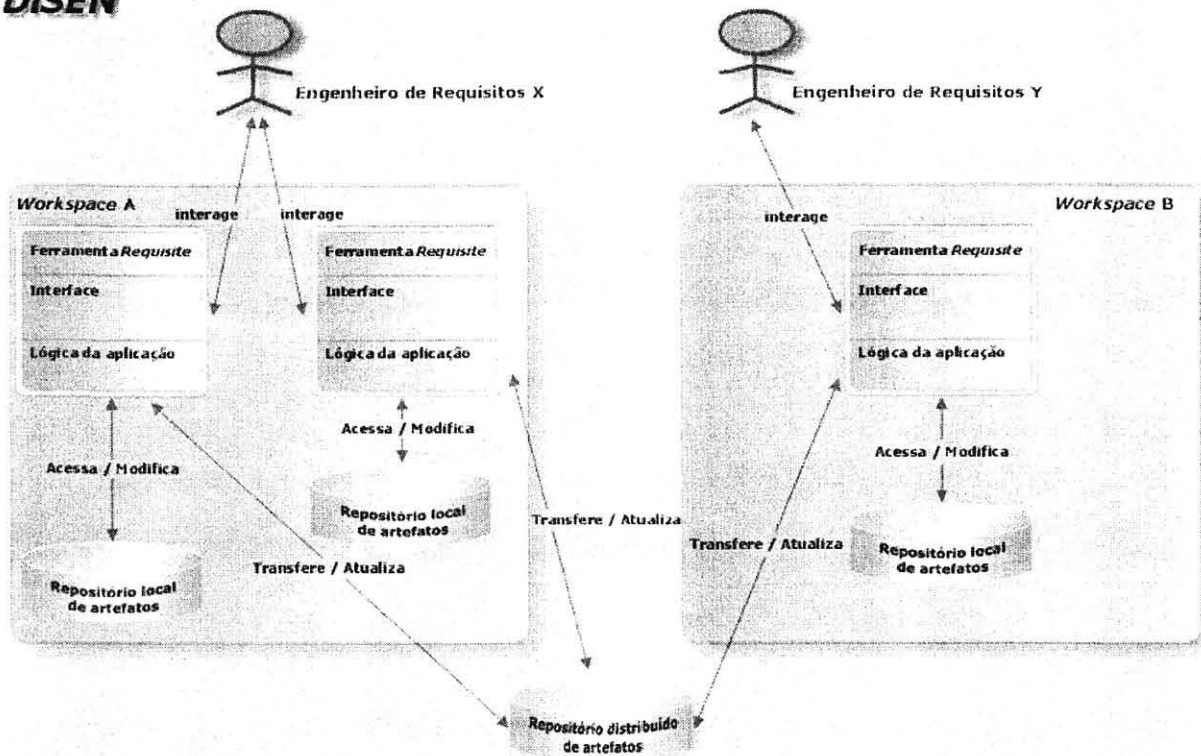 DISEN
Engenheiro de Requisitos X
Engenheiro de Requisitos Y
Workspace A
interage
interage
Ferramenta Requisite
Interface
Lógica da aplicação
Ferramenta Requisite
Interface
Lógica da aplicação
Acessa / Modifica
Acessa / Modifica
Repositório local
de artefatos
Repositório local
de artefatos
Transfere / Atualiza
Transfere / Atualiza
Workspace B
interage
Ferramenta Requisite
Interface
Lógica da aplicação
Acessa / Modifica
Transfere / Atualiza
Repositório local
de artefatos
Repositório distribuído
de artefatos